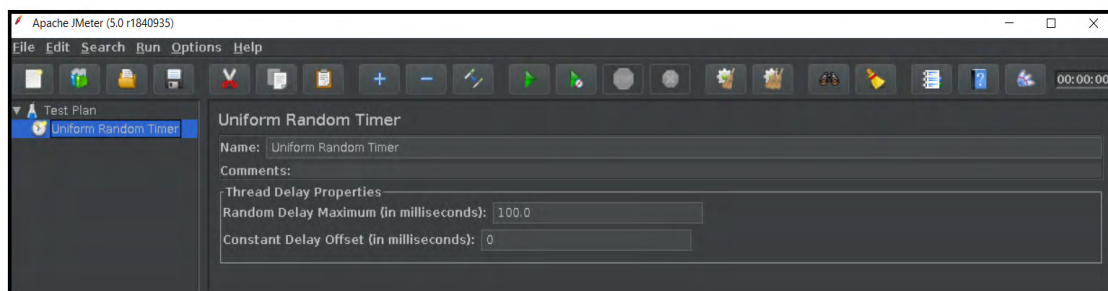 Apache JMeter (5.0 r1840935)
File Edit Search Run Options Help
00:00:00
Test Plan
Uniform Random Timer
Uniform Random Timer
Name: Uniform Random Timer
Comments:
Thread Delay Properties
Random Delay Maximum (in milliseconds): 100.0
Constant Delay Offset (in milliseconds): 0